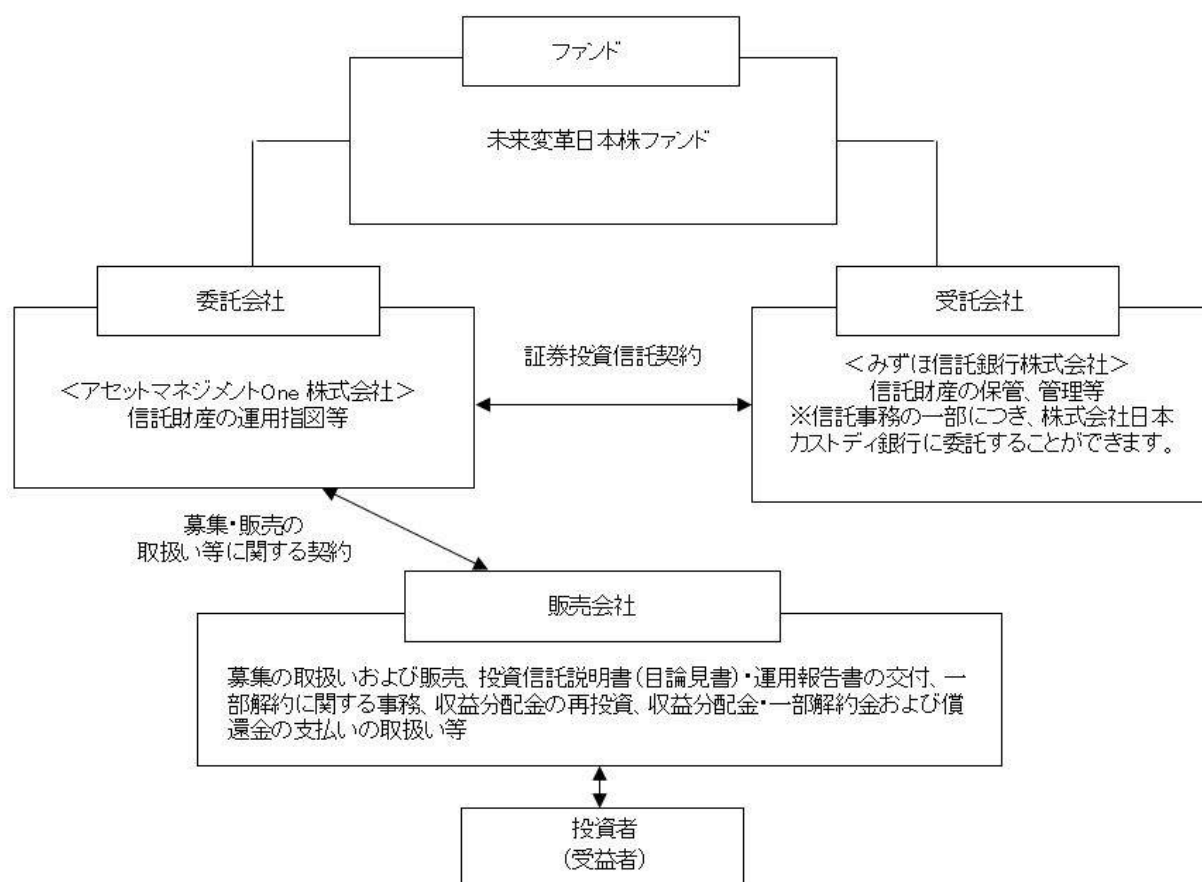 ファンド
未来変革日本株ファンド
委託会社
<アセットマネジメントOne 株式会社>
信託財産の運用指図等
証券投資信託契約
受託会社
<みずほ信託銀行株式会社>
信託財産の保管、管理等
※信託事務の一部につき、株式会社日本
カストディ銀行に委託することができます。
募集・販売の
取扱い等に関する契約
販売会社
募集の取扱いおよび販売、投資信託説明書(目論見書)・運用報告書の交付、一
部解約に関する事務、収益分配金の再投資、収益分配金・一部解約金および償
還金の支払いの取扱い等
投資者
(受益者)